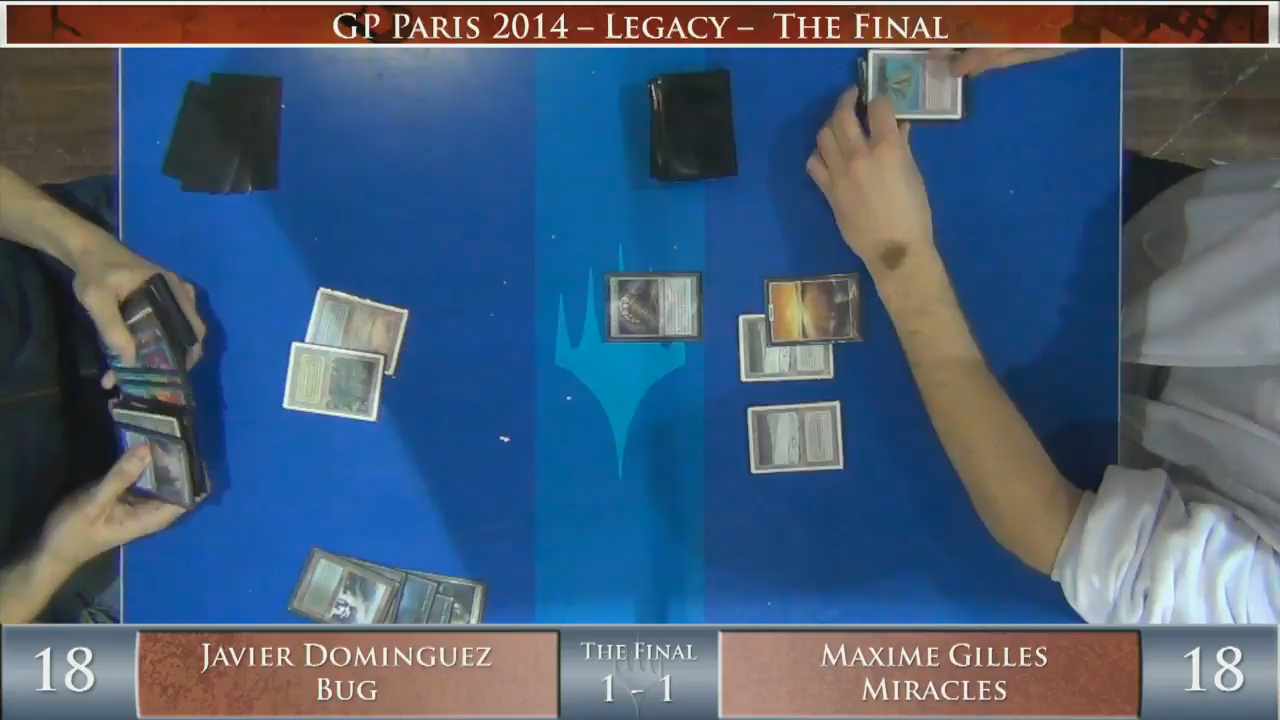 GP PARIS 2014 – LEGACY – THE FINAL
18
JAVIER DOMINGUEZ
BUG
THE FINAL
1 - 1
MAXIME GILLES
MIRACLES
18